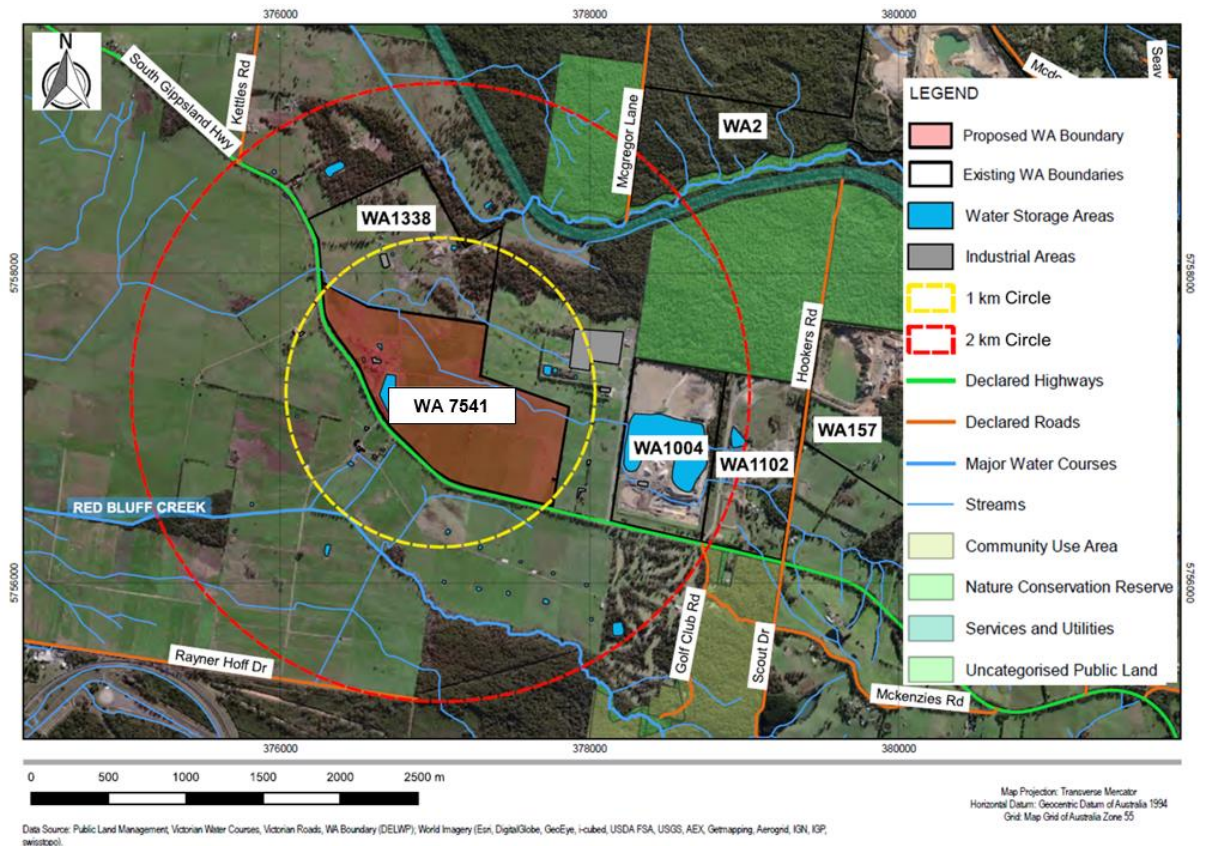 376000 378000 380000
N
South Gippsland Hwy
Kettles Rd
Mcgregor Lane
WA2
WA1338
5758000
5758000
Hookers Rd
WA 7541
WA1004
WA1102
WA157
RED BLUFF CREEK
5756000
5756000
Golf Club Rd
Scout Dr
Rayner Hoff Dr
Mckenzies Rd
LEGEND
Proposed WA Boundary
Existing WA Boundaries
Water Storage Areas
Industrial Areas
1 km Circle
2 km Circle
Declared Highways
Declared Roads
Major Water Courses
Streams
Community Use Area
Nature Conservation Reserve
Services and Utilities
Uncategorised Public Land
376000 378000 380000
0 500 1000 1500 2000 2500 m
Map Projection: Transverse Mercator
Horizontal Datum: Geocentric Datum of Australia 1994
Grid: Map Grid of Australia Zone 55
Data Source: Public Land Management, Victorian Water Courses, Victorian Roads, WA Boundary (DELWP); World Imagery (Esri, DigitalGlobe, GeoEye, i-cubed, USDA FSA, USGS, AEX, Getmapping, Aerogrid, IGN, IGP,
swisstopo).